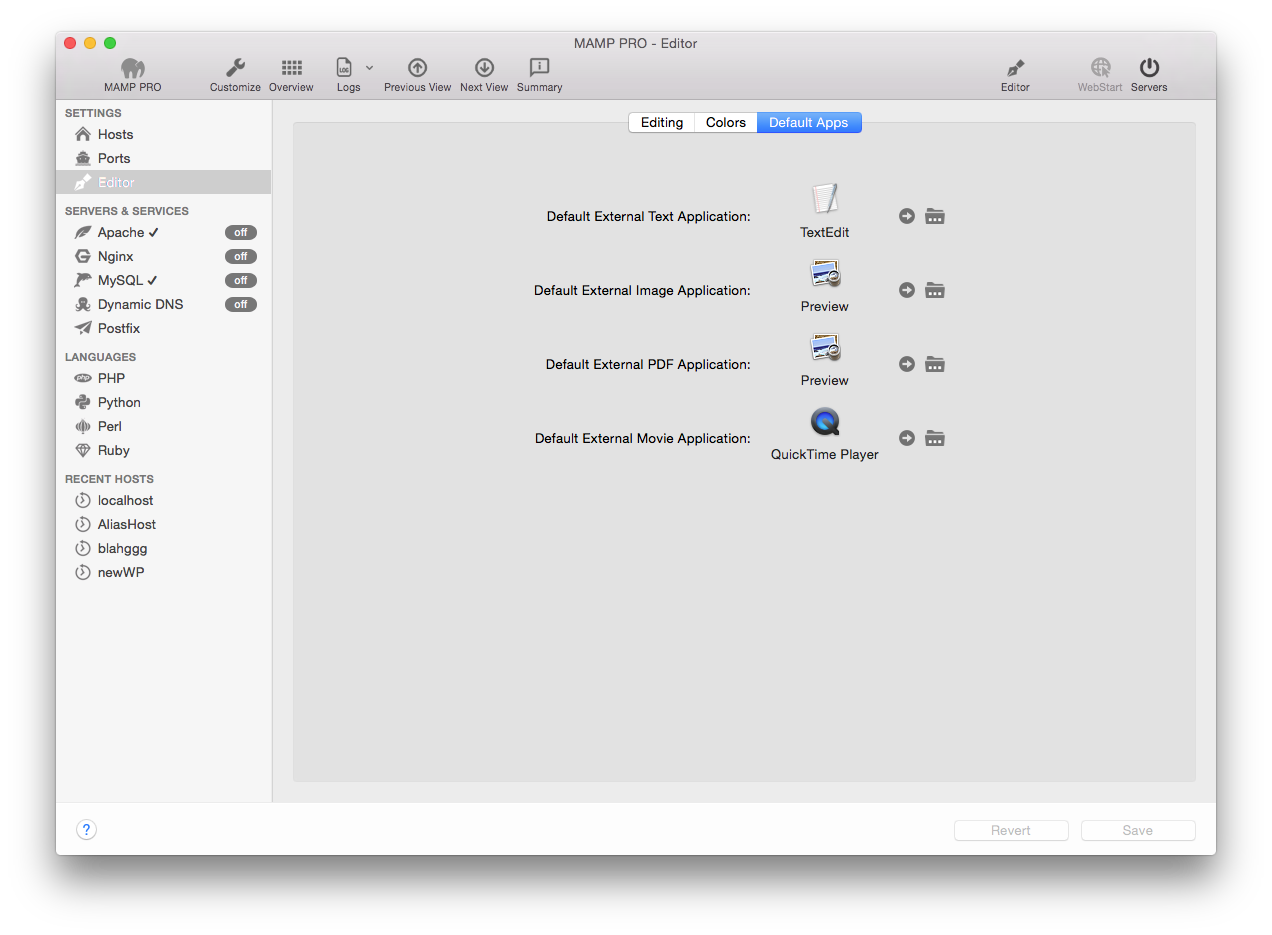 MAMP PRO - Editor
MAMP PRO
Customize
Overview
LOG
Logs
Previous View
Next View
Summary
Editor
WebStart
Servers
SETTINGS
Hosts
Ports
Editor
SERVERS & SERVICES
Apache ✓ off
Nginx off
MySQL ✓ off
Dynamic DNS off
Postfix
LANGUAGES
php PHP
Python
Perl
Ruby
RECENT HOSTS
localhost
AliasHost
blahggg
newWP
Editing Colors Default Apps
Default External Text Application:
TextEdit
Default External Image Application:
Preview
Default External PDF Application:
Preview
Default External Movie Application:
QuickTime Player
?
Revert
Save